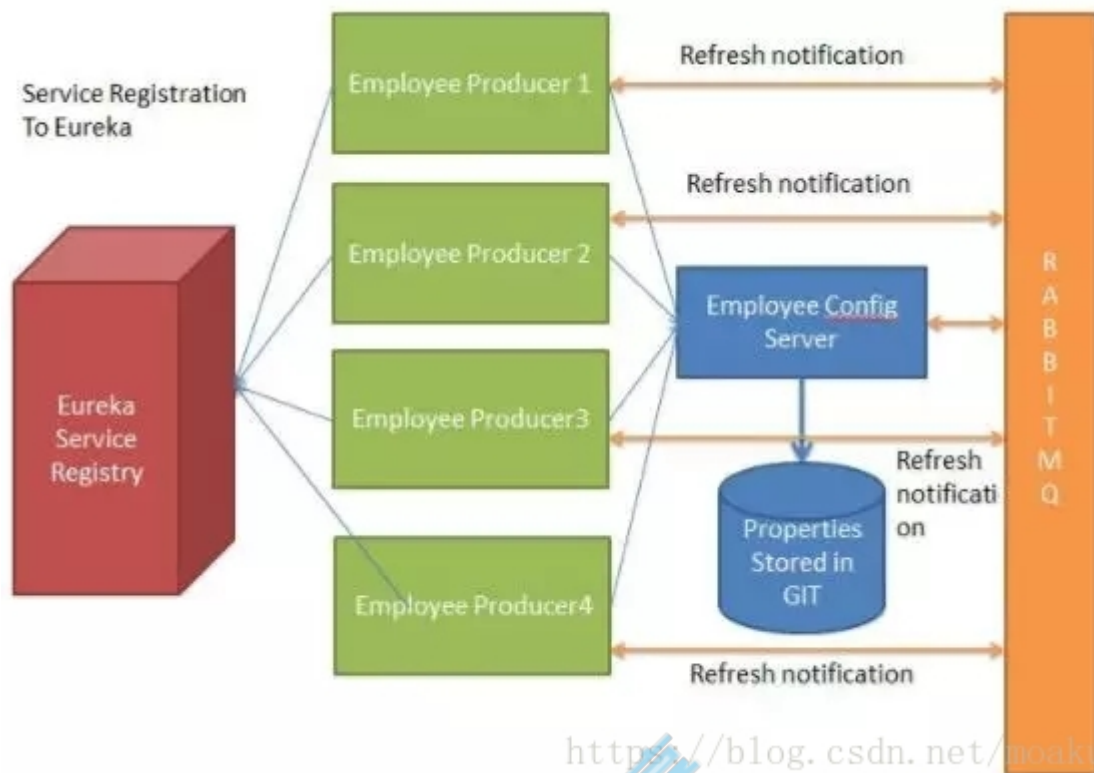 Service Registration
To Eureka
Eureka
Service
Registry
Employee Producer 1
Employee Producer 2
Employee Producer3
Employee Producer4
Refresh notification
Refresh notification
Employee Config
Server
Refresh
notificati
on
Properties
Stored in
GIT
Refresh notification
R
A
B
B
I
T
M
Q
https://blog.csdn.net/moaku